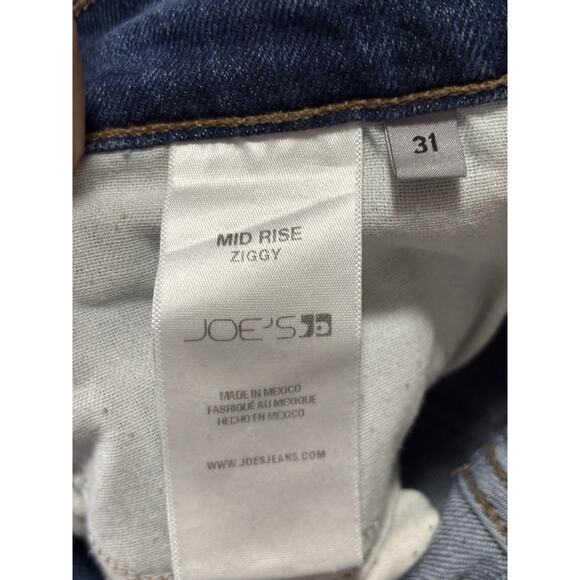 31
MID RISE
ZIGGY
JOE'S
MADE IN MEXICO
FABRIQUÉ AU MEXIQUE
HECHO EN MÉXICO
WWW.JOESJEANS.COM